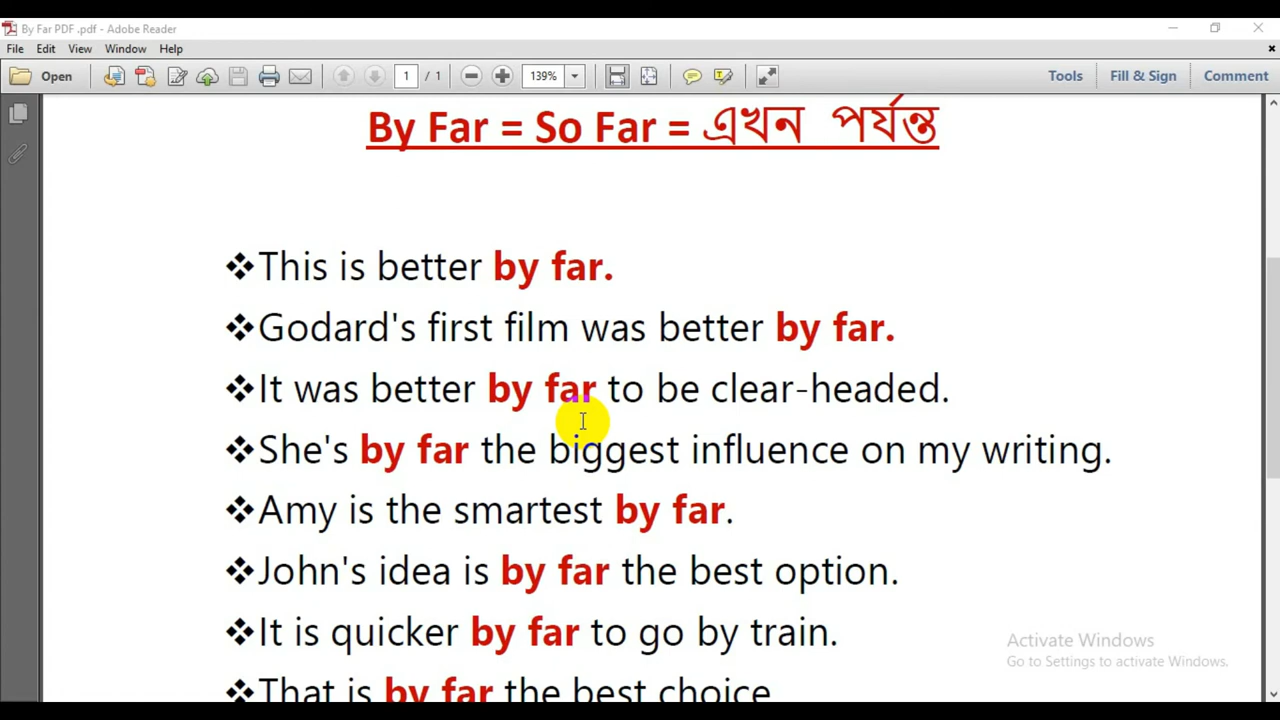 By Far PDF .pdf - Adobe Reader
File Edit View Window Help
Open 1 / 1 139% Tools Fill & Sign Comment
By Far = So Far = এখন পর্যন্ত
❖This is better by far.
❖Godard's first film was better by far.
❖It was better by far to be clear-headed.
❖She's by far the biggest influence on my writing.
❖Amy is the smartest by far.
❖John's idea is by far the best option.
❖It is quicker by far to go by train.
Activate Windows
Go to Settings to activate Windows.
❖That is by far the best choice